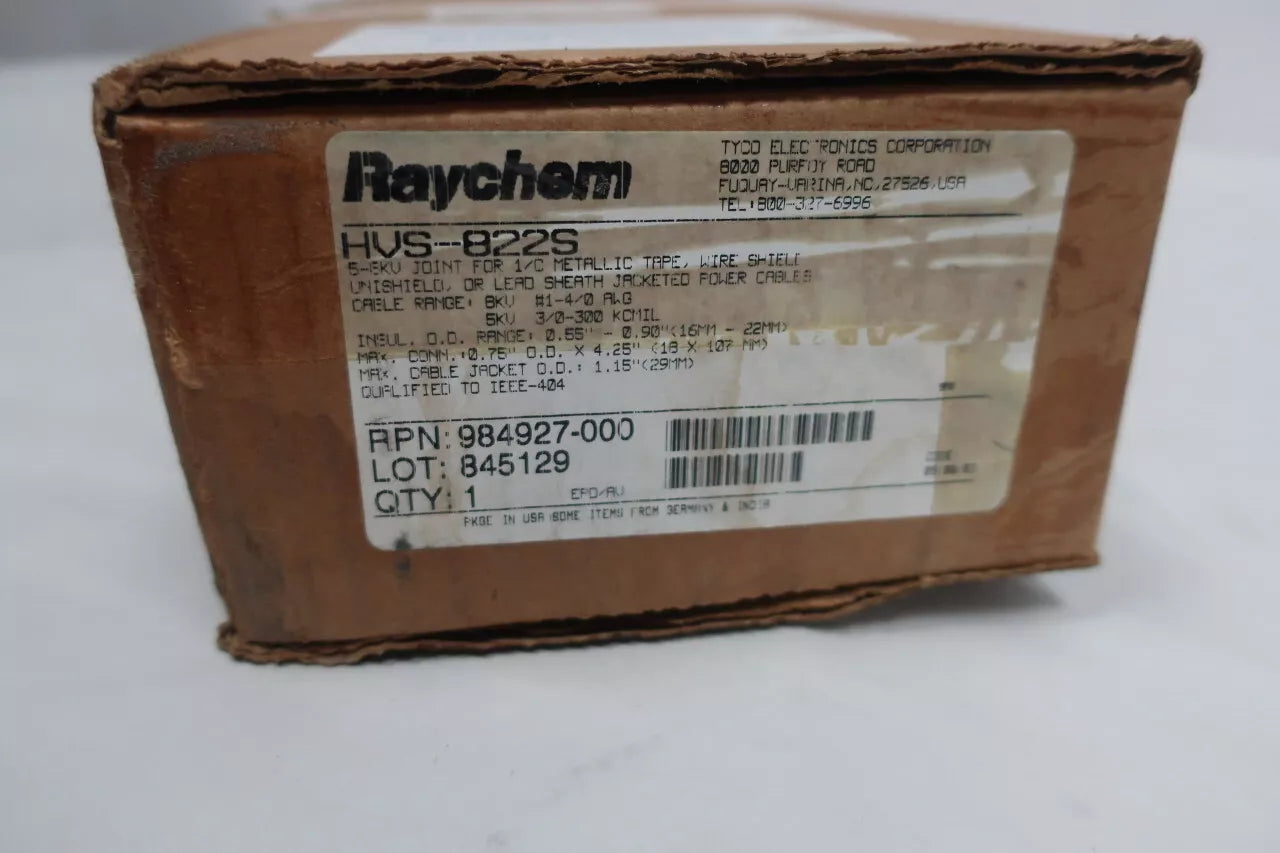 Raychem
TYCO ELECTRONICS CORPORATION
8000 PURFOY ROAD
FUQUAY-VARINA,NC,27526,USA
TEL:800-327-6996
HVS-822S
5-8KV JOINT FOR 1/C METALLIC TAPE, WIRE SHIELD
UNISHIELD, OR LEAD SHEATH JACKETED POWER CABLES
CABLE RANGE: 8KV #1-4/0 AWG
5KV 3/0-300 KCMIL
INSUL. O.D. RANGE: 0.55" - 0.90"(16MM - 22MM)
MAX. CONN.:0.75" O.D. X 4.25" (18 X 107 MM)
MAX. CABLE JACKET O.D.: 1.15"(29MM)
QUALIFIED TO IEEE-404
RPN: 984927-000
LOT: 845129
QTY: 1
PKGE IN USA SOME ITEMS FROM GERMANY & INDIA
CODE